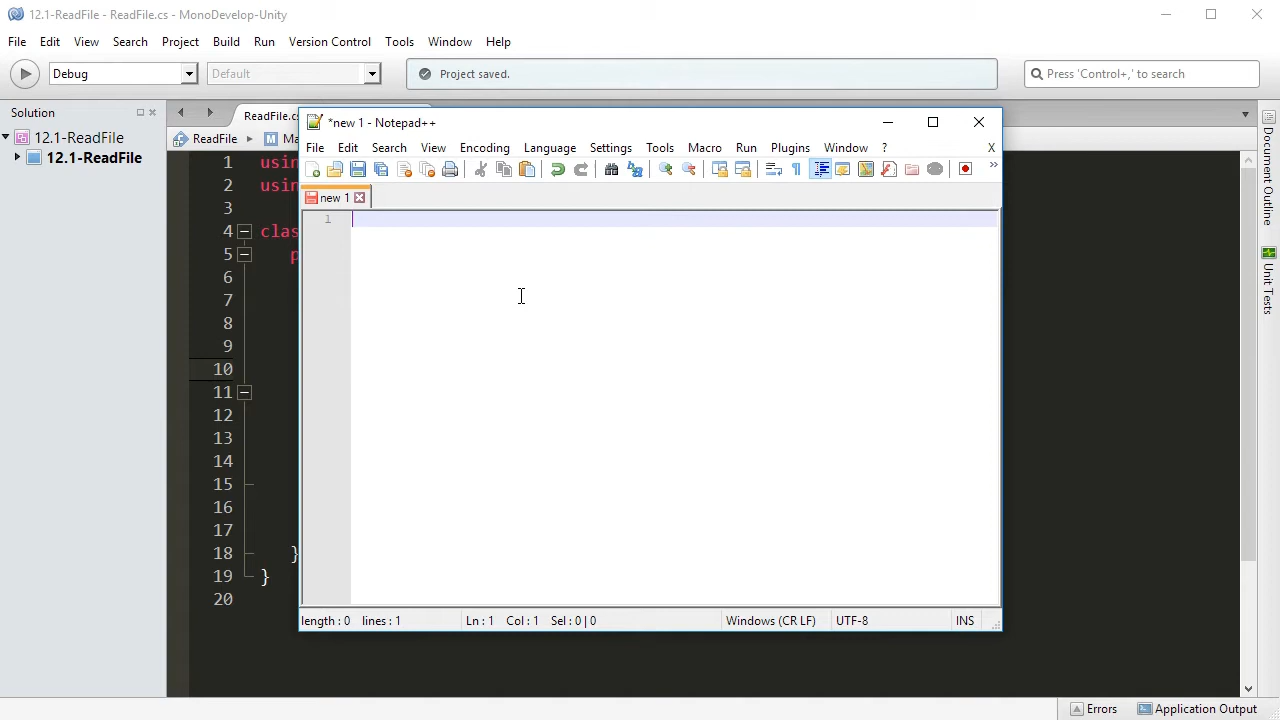 12.1-ReadFile - ReadFile.cs - MonoDevelop-Unity
File Edit View Search Project Build Run Version Control Tools Window Help
Debug Default Project saved. Press 'Control+,' to search
Solution
12.1-ReadFile
12.1-ReadFile
ReadFile.cs
ReadFile Ma
*new 1 - Notepad++
File Edit Search View Encoding Language Settings Tools Macro Run Plugins Window ? X
new 1
1
1 usin
2 usin
3
4 clas
5 p
6
7
8
9
10
11
12
13
14
15
16
17
18 }
19 }
20
length : 0 lines : 1 Ln : 1 Col : 1 Sel : 0 | 0 Windows (CR LF) UTF-8 INS
Document Outline
Unit Tests
Errors Application Output